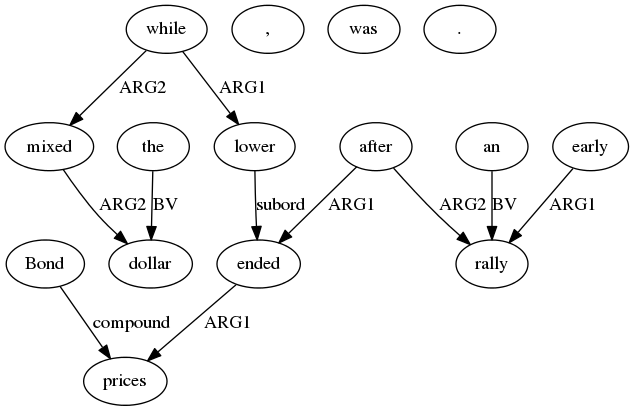 while , was .
ARG2 ARG1
mixed the lower after an early
ARG2 BV subord ARG1 ARG2 BV ARG1
Bond dollar ended rally
compound ARG1
prices